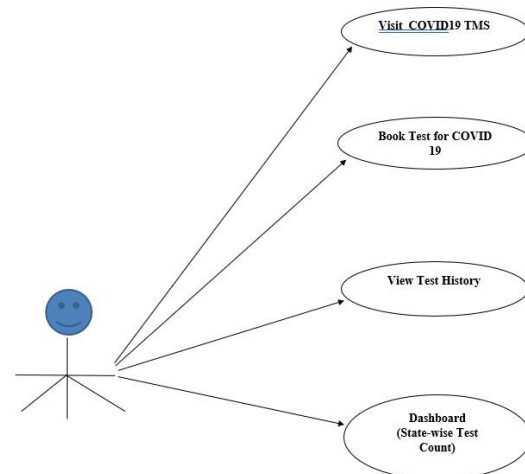 Visit COVID19 TMS
Book Test for COVID
19
View Test History
Dashboard
(State-wise Test
Count)